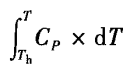 ∫_{T_h}^{T} C_P × dT